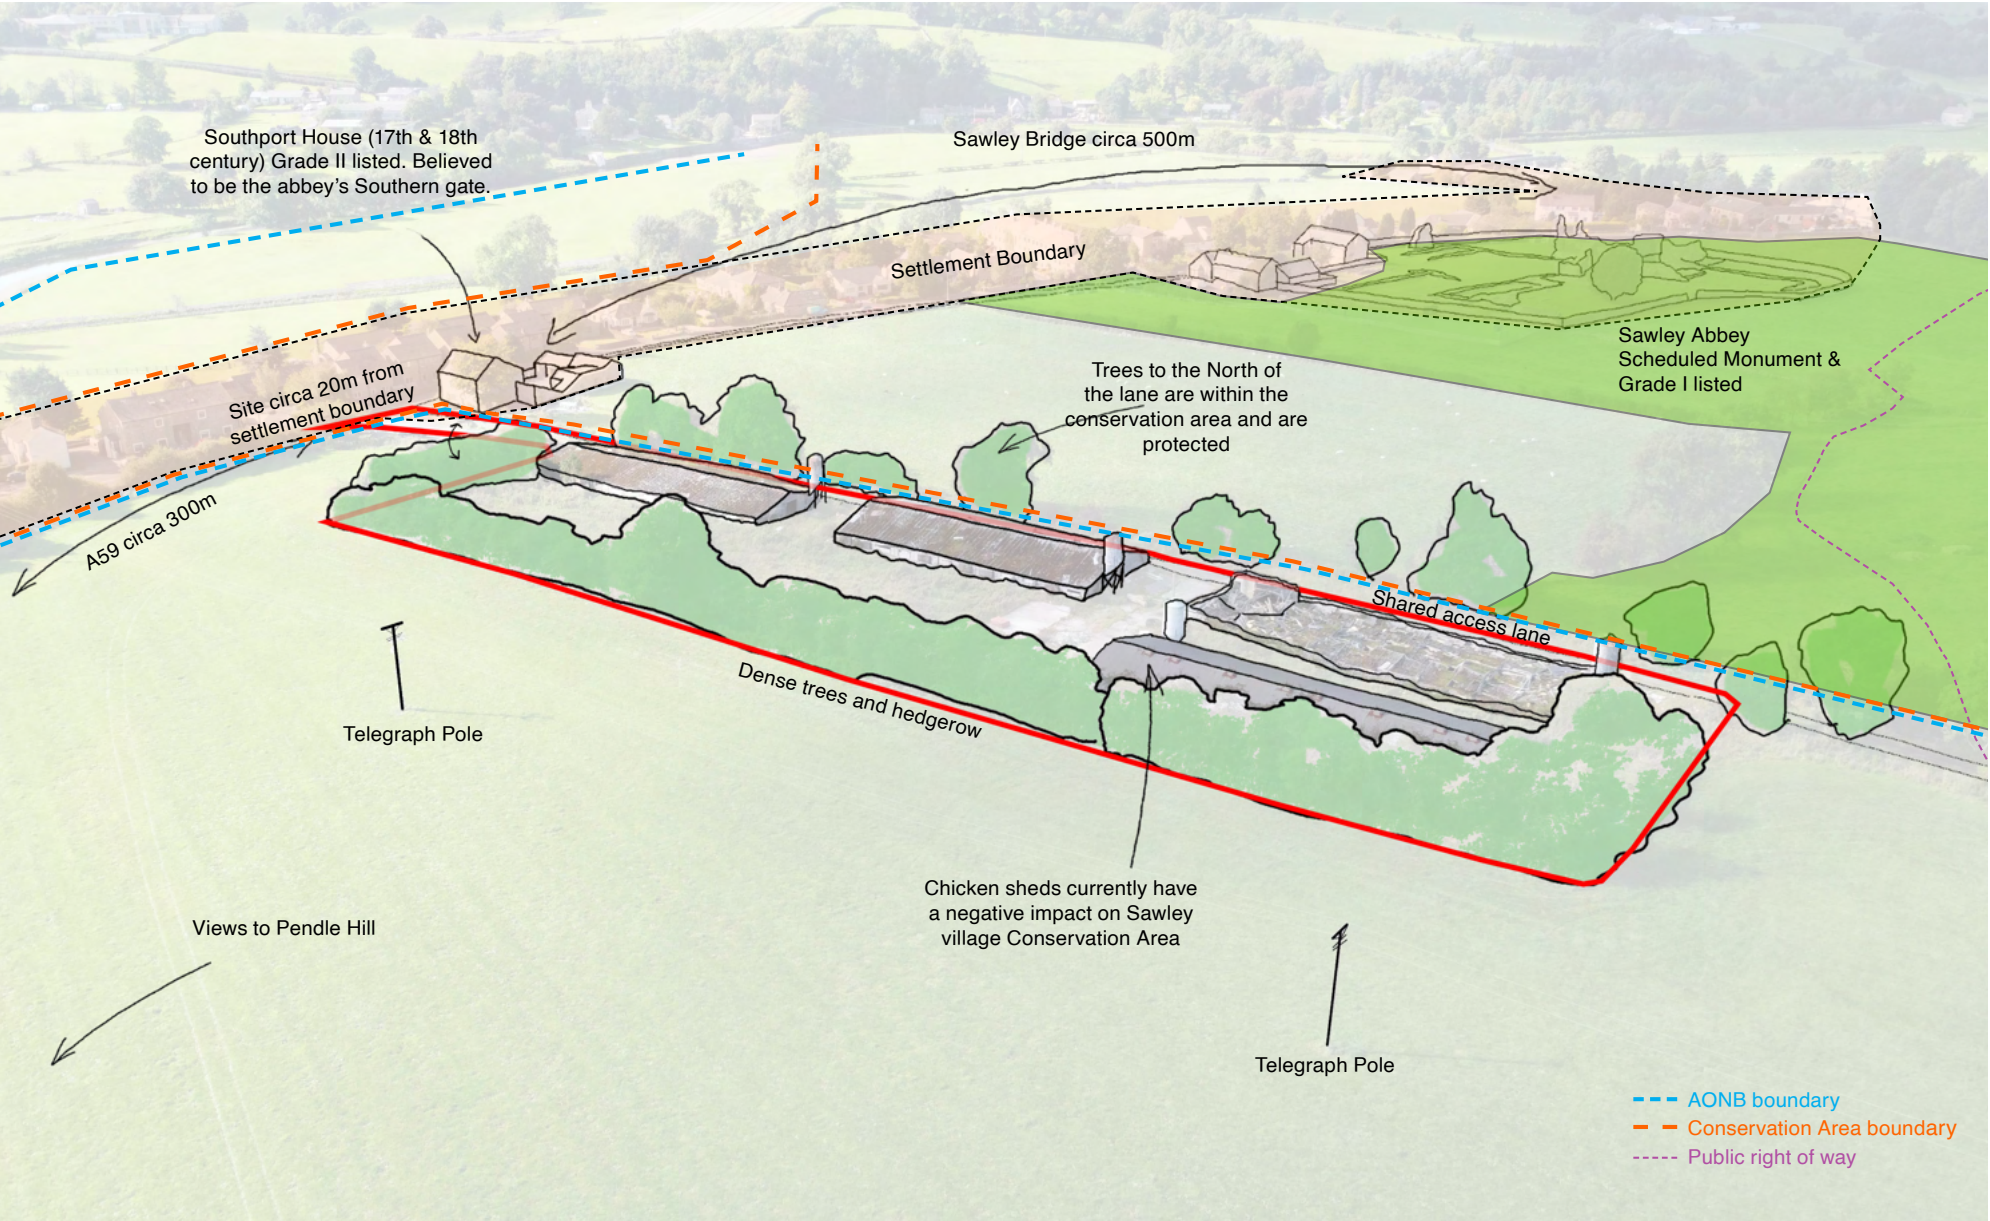 Southport House (17th & 18th
century) Grade II listed. Believed
to be the abbey's Southern gate.
Sawley Bridge circa 500m
Settlement Boundary
Sawley Abbey
Scheduled Monument &
Grade I listed
Trees to the North of
the lane are within the
conservation area and are
protected
Site circa 20m from
settlement boundary
A59 circa 300m
Shared access lane
Dense trees and hedgerow
Telegraph Pole
Chicken sheds currently have
a negative impact on Sawley
village Conservation Area
Views to Pendle Hill
Telegraph Pole
AONB boundary
Conservation Area boundary
Public right of way